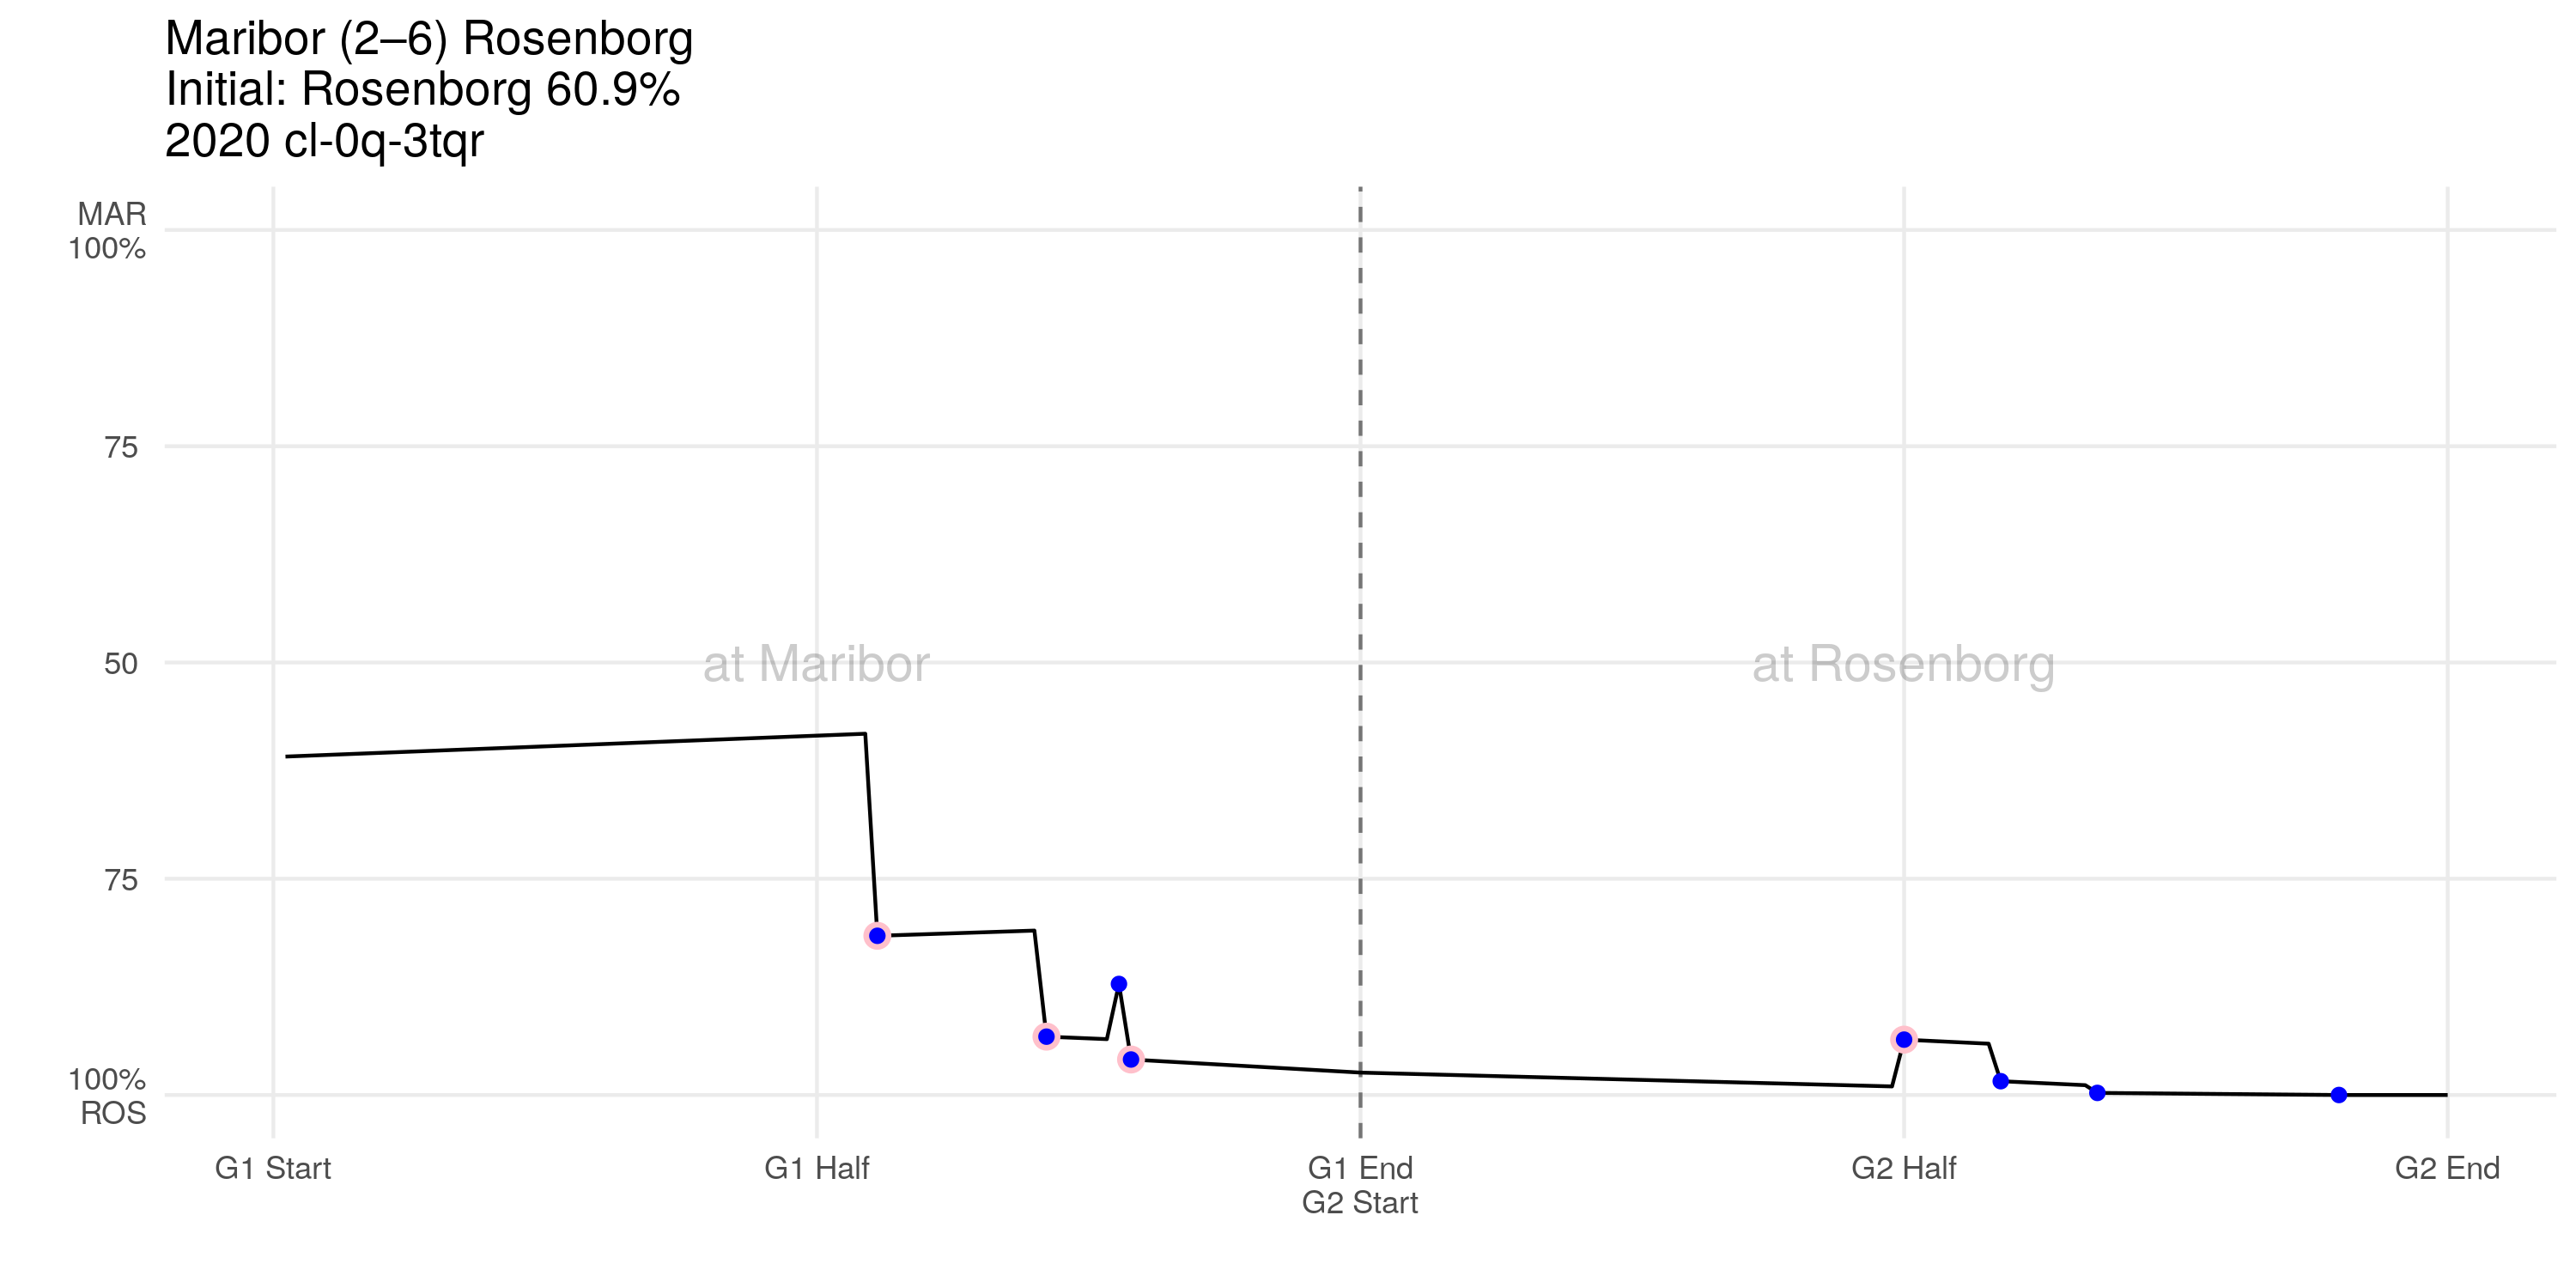 Maribor (2–6) Rosenborg
Initial: Rosenborg 60.9%
2020 cl-0q-3tqr
MAR
100%
75
50
75
100%
ROS
at Maribor
at Rosenborg
G1 Start
G1 Half
G1 End
G2 Start
G2 Half
G2 End